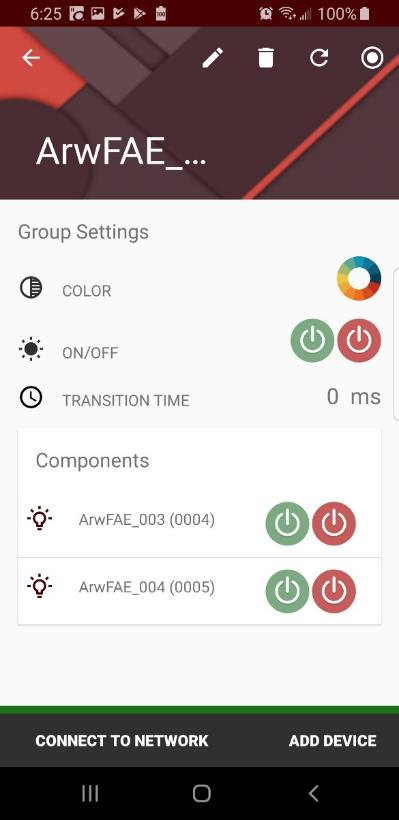 6:25 100%
ArwFAE_...
Group Settings
COLOR
ON/OFF
TRANSITION TIME 0 ms
Components
ArwFAE_003 (0004)
ArwFAE_004 (0005)
CONNECT TO NETWORK ADD DEVICE